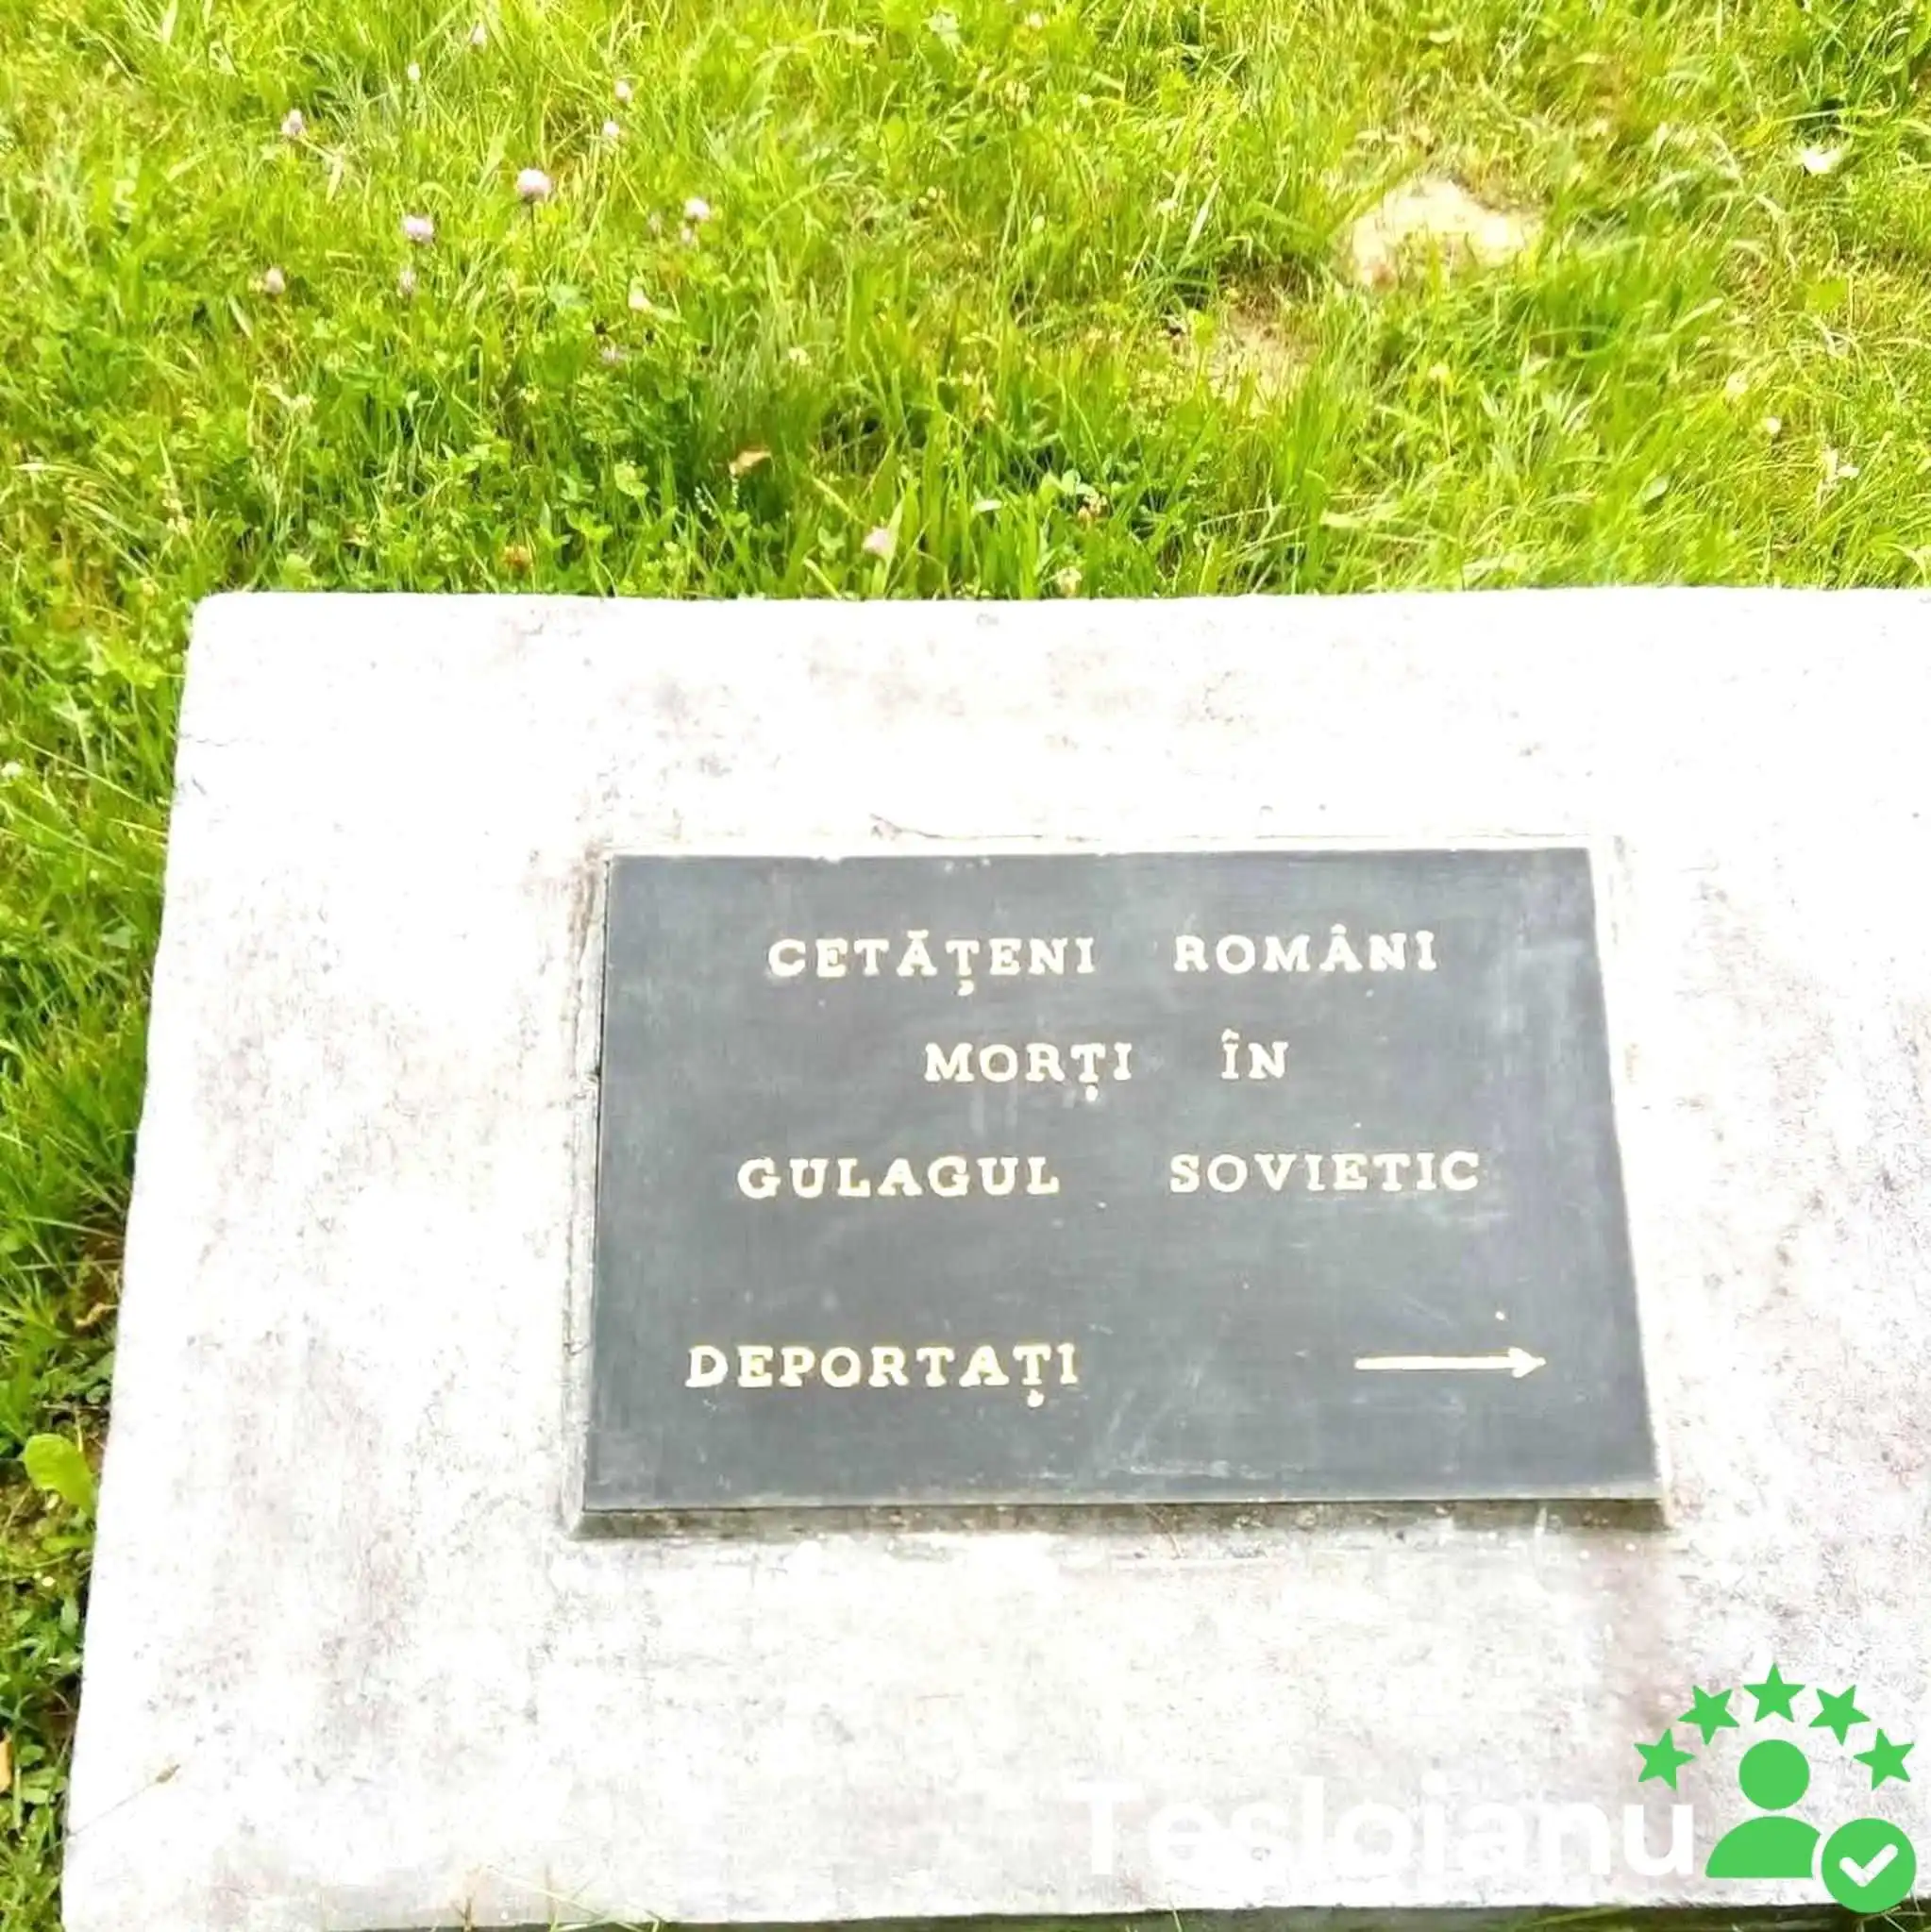 CETĂȚENI ROMÂNI
MORȚI ÎN
GULAGUL SOVIETIC
DEPORTAȚI →
Tesloianu